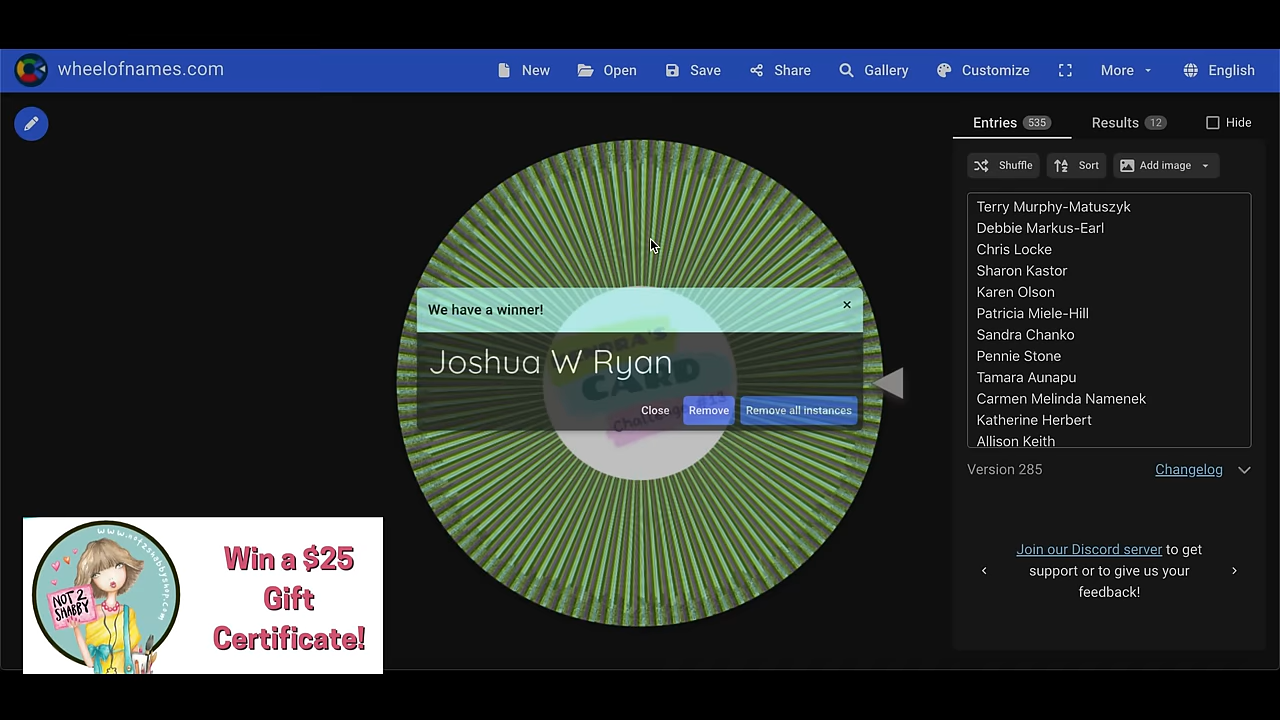 wheelofnames.com
New
Open
Save
Share
Gallery
Customize
More
English
Entries 535
Results 12
Hide
Shuffle
Sort
Add image
Terry Murphy-Matuszyk
Debbie Markus-Earl
Chris Locke
Sharon Kastor
Karen Olson
Patricia Miele-Hill
Sandra Chanko
Pennie Stone
Tamara Aunapu
Carmen Melinda Namenek
Katherine Herbert
Allison Keith
Version 285
Changelog
Join our Discord server to get
support or to give us your
feedback!
We have a winner!
Joshua W Ryan
CARD
Close
Remove
Remove all instances
www.not2shabbyshop.com
NOT 2
SHABBY
Win a $25
Gift
Certificate!